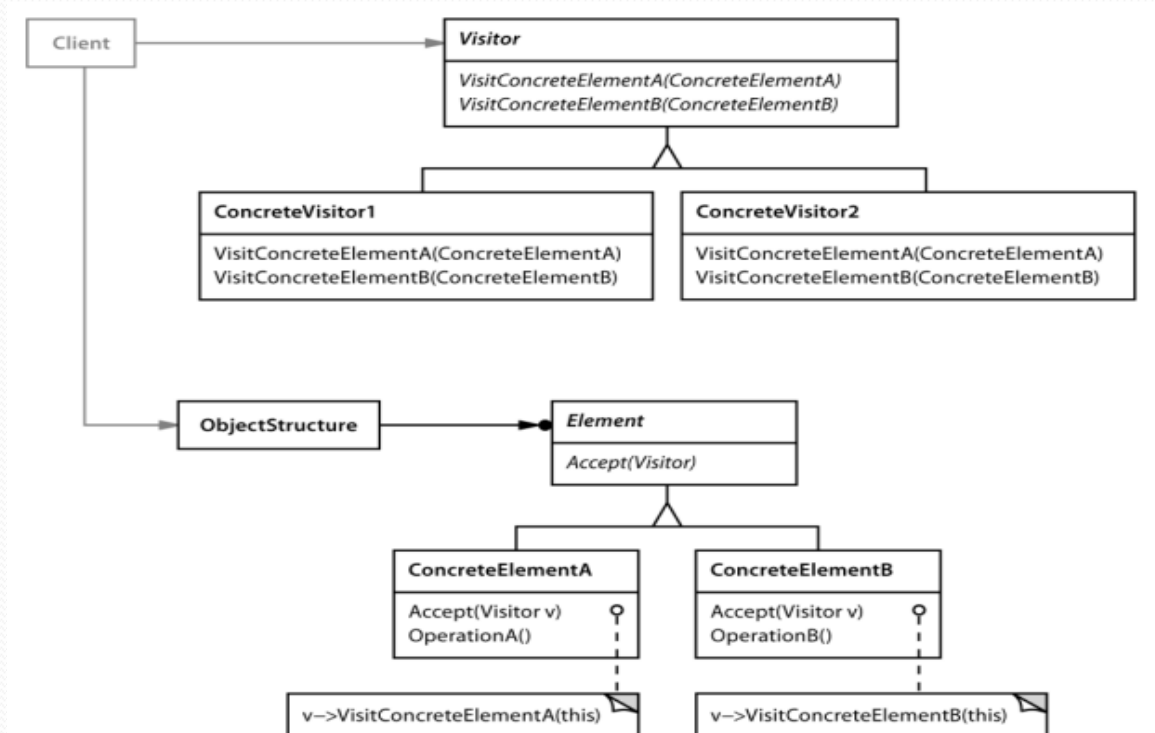 Client
Visitor
VisitConcreteElementA(ConcreteElementA)
VisitConcreteElementB(ConcreteElementB)
ConcreteVisitor1
VisitConcreteElementA(ConcreteElementA)
VisitConcreteElementB(ConcreteElementB)
ConcreteVisitor2
VisitConcreteElementA(ConcreteElementA)
VisitConcreteElementB(ConcreteElementB)
ObjectStructure
Element
Accept(Visitor)
ConcreteElementA
Accept(Visitor v)
OperationA()
ConcreteElementB
Accept(Visitor v)
OperationB()
v–>VisitConcreteElementA(this)
v–>VisitConcreteElementB(this)